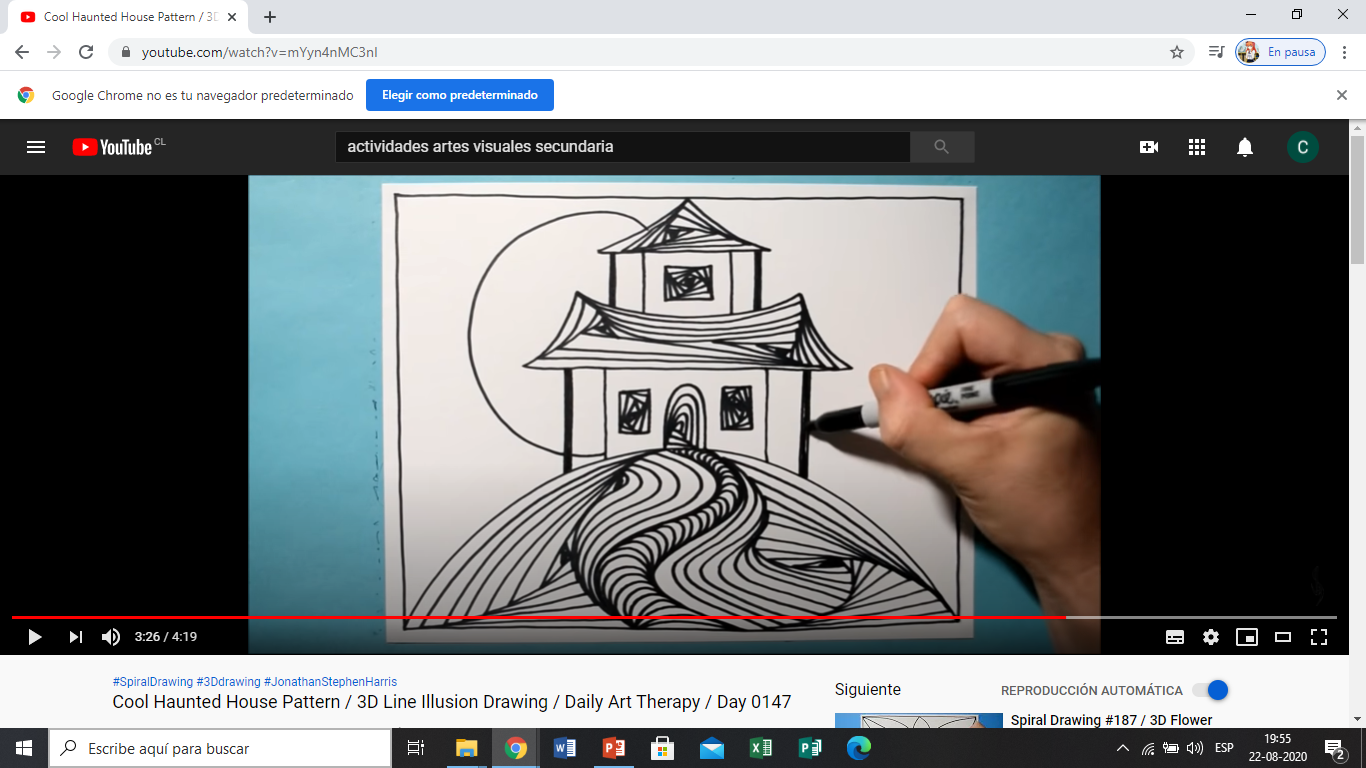 Cool Haunted House Pattern / 3D
youtube.com/watch?v=mYyn4nMC3nI
En pausa
Google Chrome no es tu navegador predeterminado
Elegir como predeterminado
YouTube CL
actividades artes visuales secundaria
C
3:26 / 4:19
#SpiralDrawing #3Ddrawing #JonathanStephenHarris
Cool Haunted House Pattern / 3D Line Illusion Drawing / Daily Art Therapy / Day 0147
Siguiente
REPRODUCCIÓN AUTOMÁTICA
Spiral Drawing #187 / 3D Flower
Escribe aquí para buscar
ESP
19:55
22-08-2020
2